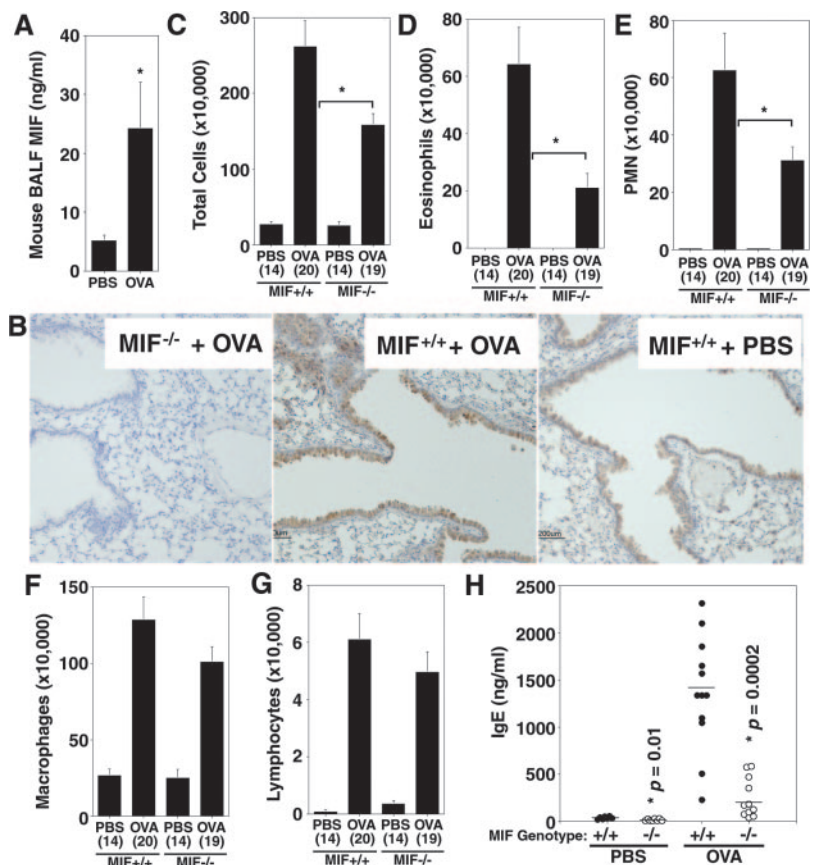 A
Mouse BALF MIF (ng/ml)
40
30
20
10
0
*
PBS OVA
C
Total Cells (x10,000)
300
200
100
0
*
PBS OVA PBS OVA
(14) (20) (14) (19)
MIF+/+ MIF-/-
D
Eosinophils (x10,000)
80
60
40
20
0
*
PBS OVA PBS OVA
(14) (20) (14) (19)
MIF+/+ MIF-/-
E
PMN (x10,000)
80
60
40
20
0
*
PBS OVA PBS OVA
(14) (20) (14) (19)
MIF+/+ MIF-/-
B
MIF-/- + OVA
MIF+/+ + OVA
MIF+/+ + PBS
200um
F
Macrophages (x10,000)
150
100
50
0
PBS OVA PBS OVA
(14) (20) (14) (19)
MIF+/+ MIF-/-
G
Lymphocytes (x10,000)
8
6
4
2
0
PBS OVA PBS OVA
(14) (20) (14) (19)
MIF+/+ MIF-/-
H
IgE (ng/ml)
2500
2000
1500
1000
500
0
* p = 0.01
* p = 0.0002
MIF Genotype: +/+ -/- +/+ -/-
PBS OVA